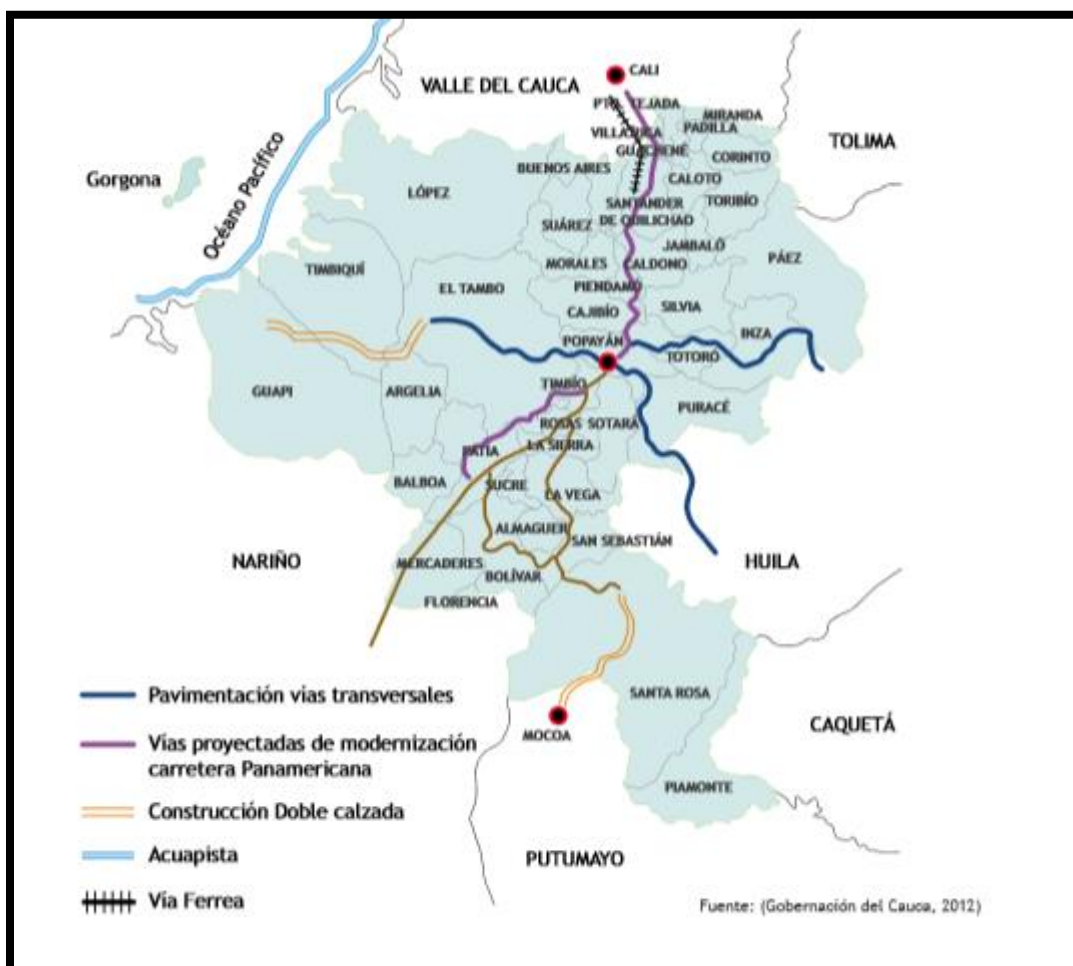 CALI
VALLE DEL CAUCA
PTO. TEJADA
MIRANDA
PADILLA
VILLARICA
TOLIMA
GUACHENÉ
CORINTO
BUENOS AIRES
Gorgona
Océano Pacífico
CALOTO
LÓPEZ
TORIBÍO
SANTANDER
DE QUILICHAO
SUÁREZ
JAMBALÓ
PÁEZ
TIMBIQUÍ
MORALES
CALDONO
EL TAMBO
PIENDAMÓ
SILVIA
CAJIBÍO
INZA
POPAYÁN
TOTORÓ
TIMBÍO
GUAPI
ARGELIA
PURACÉ
ROSAS
SOTARÁ
LA SIERRA
PATIA
BALBOA
SUCRE
LA VEGA
ALMAGUER
SAN SEBASTIÁN
NARIÑO
MERCADERES
HUILA
BOLÍVAR
FLORENCIA
SANTA ROSA
CAQUETÁ
MOCOA
PIAMONTE
PUTUMAYO
Pavimentación vías transversales
Vías proyectadas de modernización
carretera Panamericana
Construcción Doble calzada
Acuapista
Vía Ferrea
Fuente: (Gobernación del Cauca, 2012)